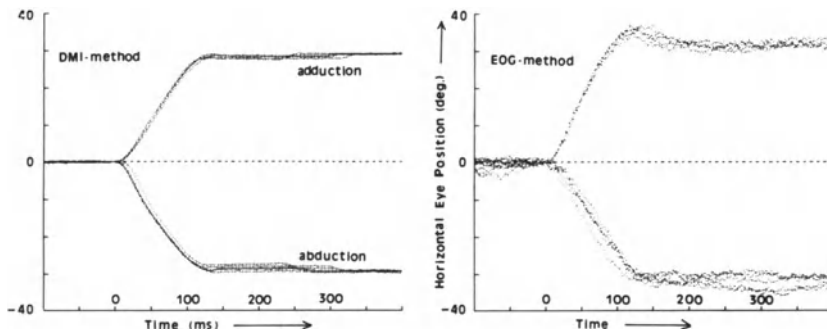 40
DMI-method
adduction
0
abduction
-40
0 100 200 300
Time (ms)
40
EOG-method
Horizontal Eye Position (deg.)
0
-40
0 100 200 300
Time